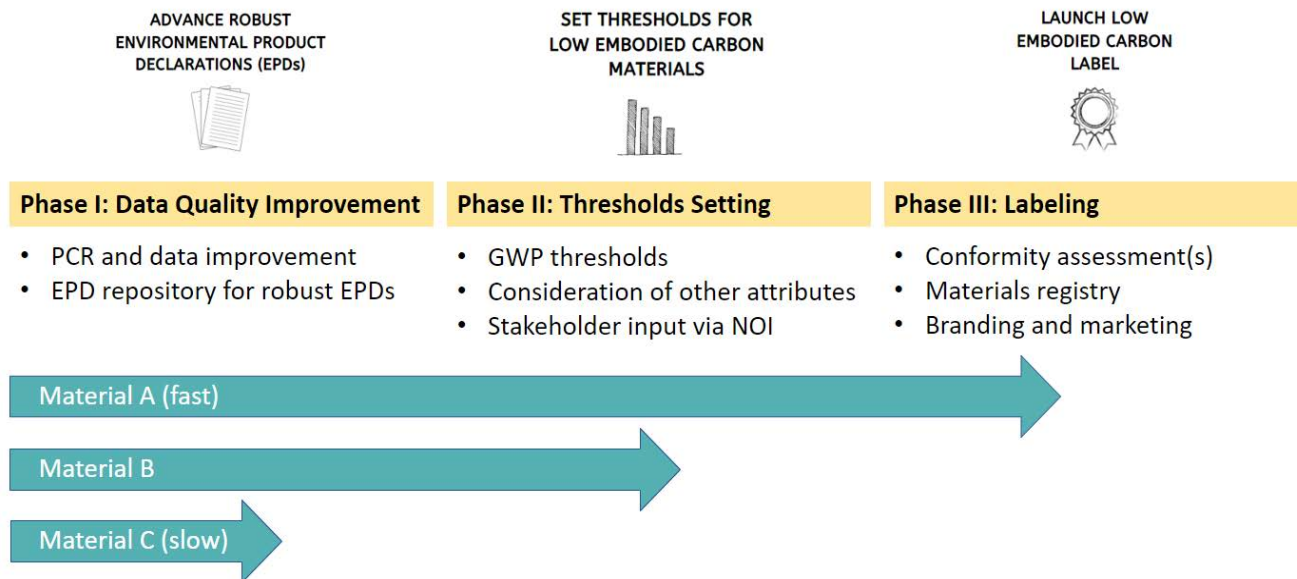 ADVANCE ROBUST
ENVIRONMENTAL PRODUCT
DECLARATIONS (EPDs)
SET THRESHOLDS FOR
LOW EMBODIED CARBON
MATERIALS
LAUNCH LOW
EMBODIED CARBON
LABEL
Phase I: Data Quality Improvement
• PCR and data improvement
• EPD repository for robust EPDs
Phase II: Thresholds Setting
• GWP thresholds
• Consideration of other attributes
• Stakeholder input via NOI
Phase III: Labeling
• Conformity assessment(s)
• Materials registry
• Branding and marketing
Material A (fast)
Material B
Material C (slow)